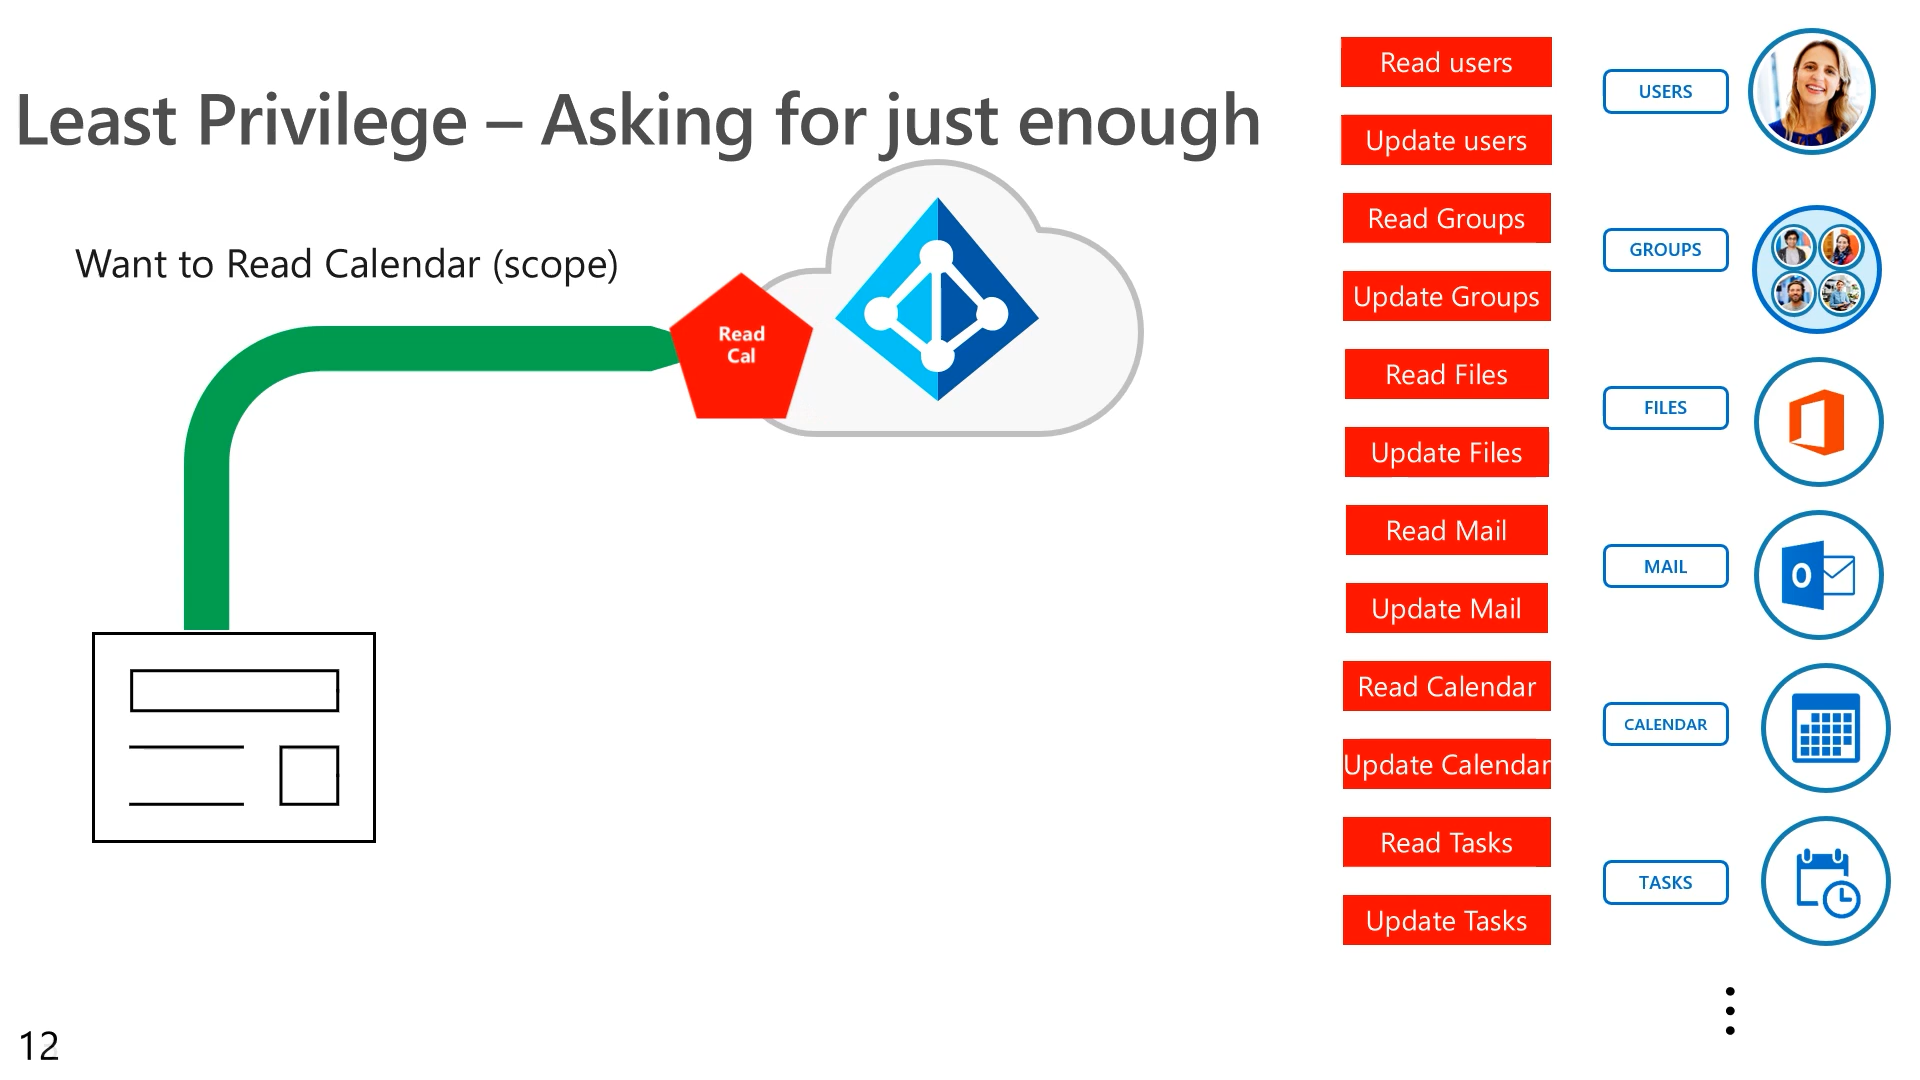 Least Privilege – Asking for just enough
Want to Read Calendar (scope)
Read
Cal
Read users
Update users
Read Groups
Update Groups
Read Files
Update Files
Read Mail
Update Mail
Read Calendar
Update Calendar
Read Tasks
Update Tasks
USERS
GROUPS
FILES
MAIL
CALENDAR
TASKS
12